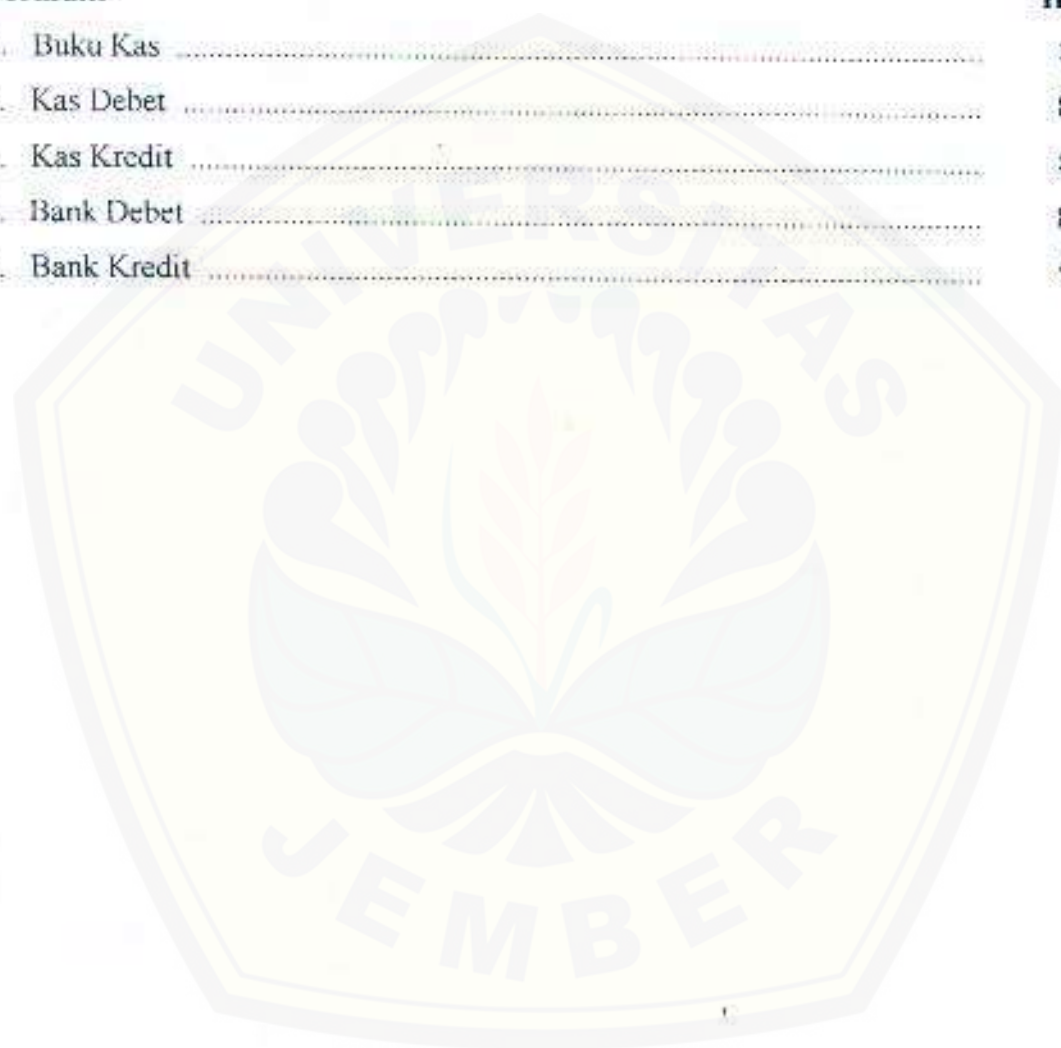 . Buku Kas ........................................
. Kas Debet ........................................
. Kas Kredit ........................................
. Bank Debet ........................................
. Bank Kredit ........................................
UNIVERSITAS
JEMBER